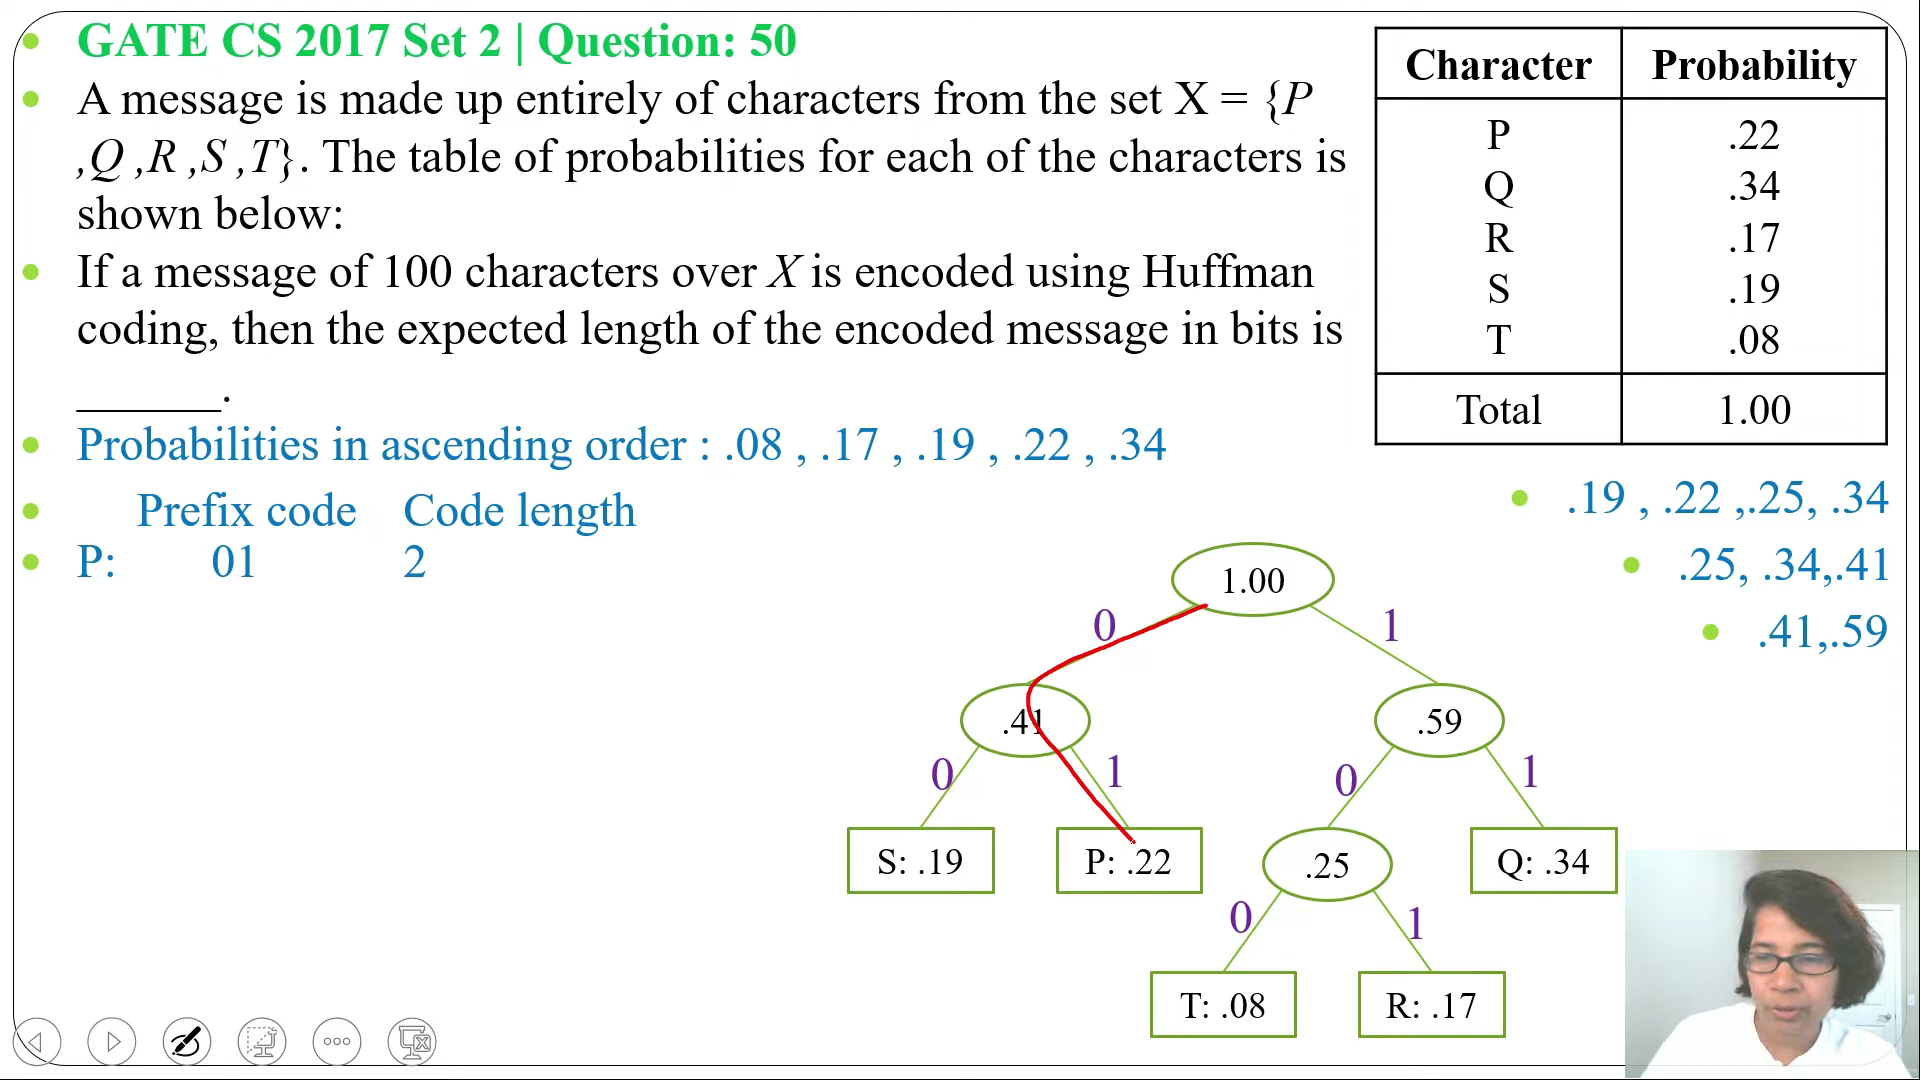 GATE CS 2017 Set 2 | Question: 50
A message is made up entirely of characters from the set X = {P
,Q ,R ,S ,T}. The table of probabilities for each of the characters is
shown below:
If a message of 100 characters over X is encoded using Huffman
coding, then the expected length of the encoded message in bits is
______.
Probabilities in ascending order : .08 , .17 , .19 , .22 , .34
Prefix code Code length
P: 01 2
Character Probability
P .22
Q .34
R .17
S .19
T .08
Total 1.00
.19 , .22 ,.25, .34
.25, .34,.41
.41,.59
1.00
0 1
.41 .59
0 1 0 1
S: .19 P: .22 .25 Q: .34
0 1
T: .08 R: .17